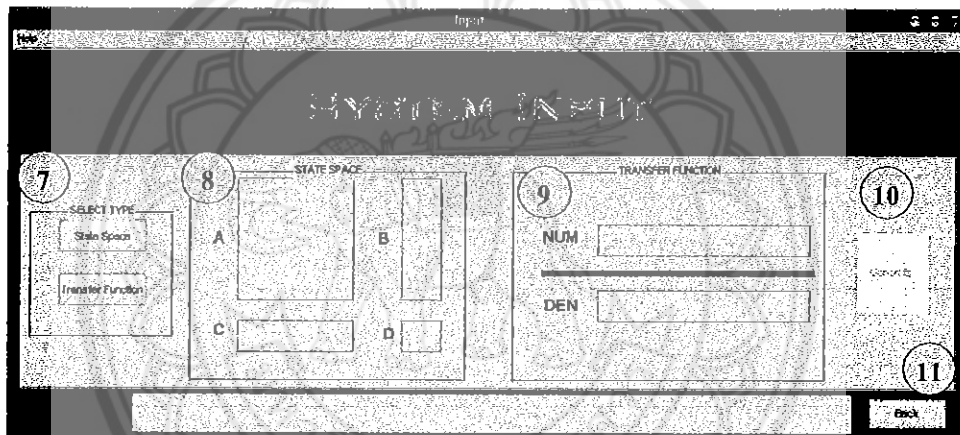 Input
Help
SYSTEM INPUT
7
8
STATE SPACE
9
TRANSFER FUNCTION
10
SELECT TYPE
State Space
A
B
NUM
Transfer Function
DEN
C
D
11
Back